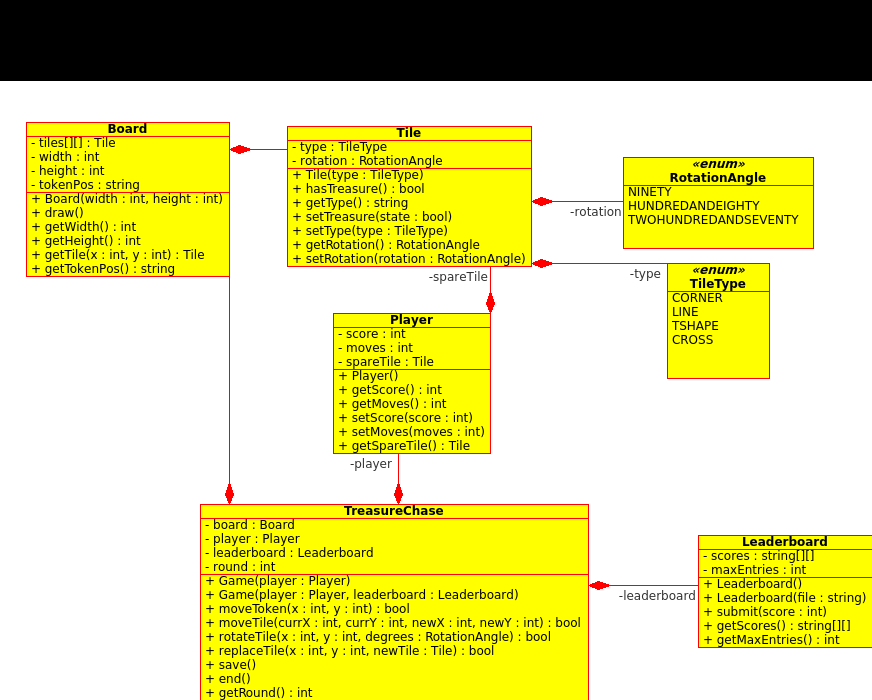 Board
- tiles[][] : Tile
- width : int
- height : int
- tokenPos : string
+ Board(width : int, height : int)
+ draw()
+ getWidth() : int
+ getHeight() : int
+ getTile(x : int, y : int) : Tile
+ getTokenPos() : string
Tile
- type : TileType
- rotation : RotationAngle
+ Tile(type : TileType)
+ hasTreasure() : bool
+ getType() : string
+ setTreasure(state : bool)
+ setType(type : TileType)
+ getRotation() : RotationAngle
+ setRotation(rotation : RotationAngle)
«enum»
RotationAngle
NINETY
HUNDREDANDEIGHTY
TWOHUNDREDANDSEVENTY
-rotation
-type
«enum»
TileType
CORNER
LINE
TSHAPE
CROSS
-spareTile
Player
- score : int
- moves : int
- spareTile : Tile
+ Player()
+ getScore() : int
+ getMoves() : int
+ setScore(score : int)
+ setMoves(moves : int)
+ getSpareTile() : Tile
-player
TreasureChase
- board : Board
- player : Player
- leaderboard : Leaderboard
- round : int
+ Game(player : Player)
+ Game(player : Player, leaderboard : Leaderboard)
+ moveToken(x : int, y : int) : bool
+ moveTile(currX : int, currY : int, newX : int, newY : int) : bool
+ rotateTile(x : int, y : int, degrees : RotationAngle) : bool
+ replaceTile(x : int, y : int, newTile : Tile) : bool
+ save()
+ end()
+ getRound() : int
-leaderboard
Leaderboard
- scores : string[][]
- maxEntries : int
+ Leaderboard()
+ Leaderboard(file : string)
+ submit(score : int)
+ getScores() : string[][]
+ getMaxEntries() : int